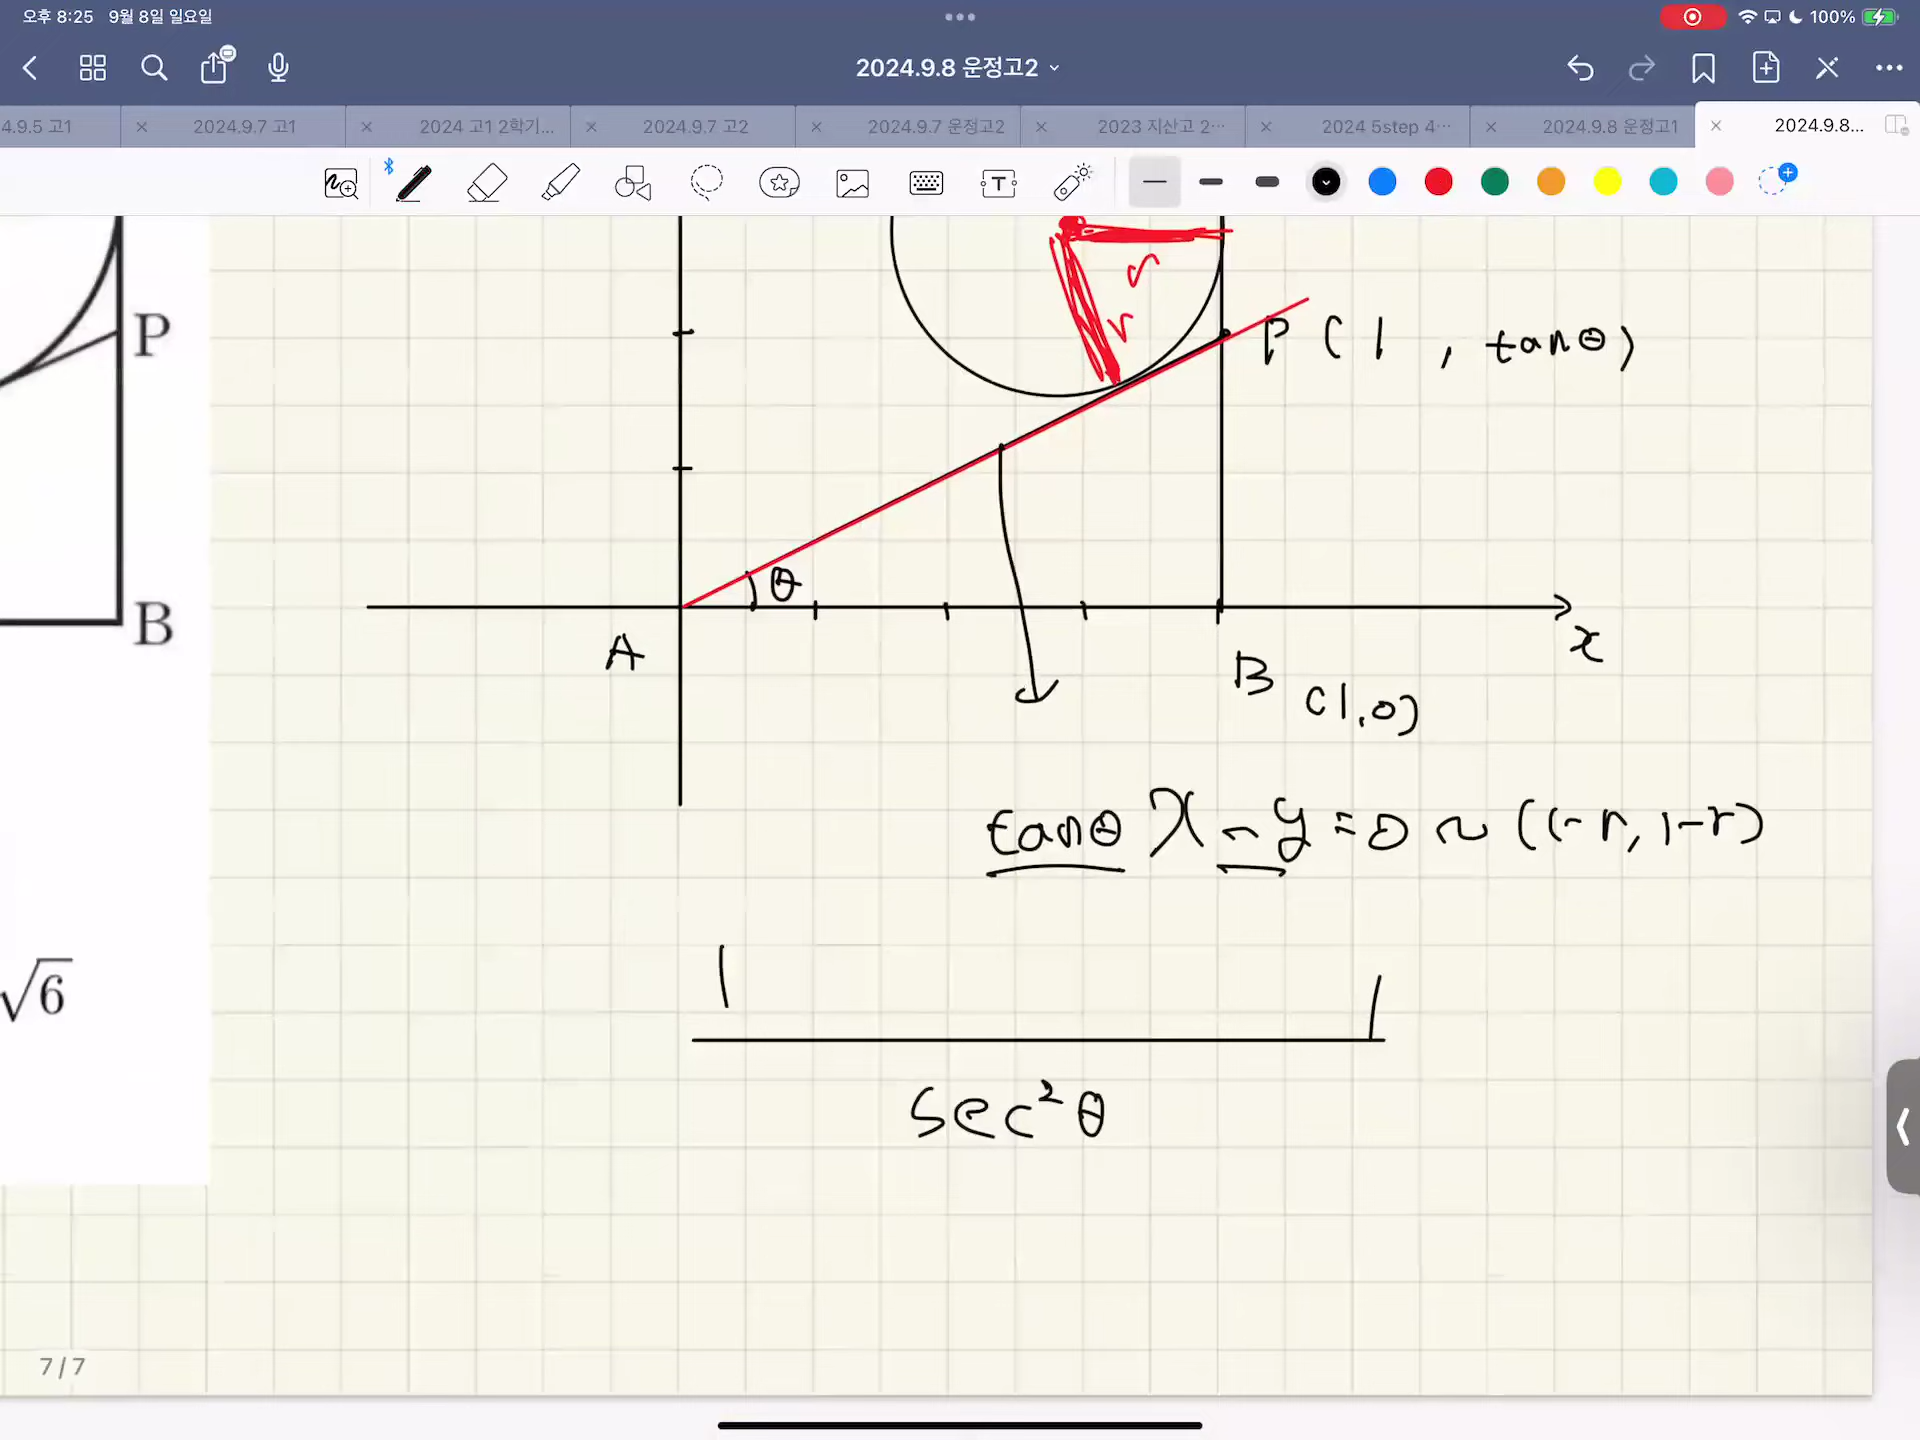 오후 8:25 9월 8일 일요일
100%
2024.9.8 운정고2
4.9.5 고1
2024.9.7 고1
2024 고1 2학기...
2024.9.7 고2
2024.9.7 운정고2
2023 지산고 2...
2024 5step 4...
2024.9.8 운정고1
2024.9.8...
T
r
r
P
P (1, tanθ)
θ
B
A
B (1,0)
x
tanθ x - y = 0 ~ (1-r, 1-r)
√6
| |
sec²θ
7/7